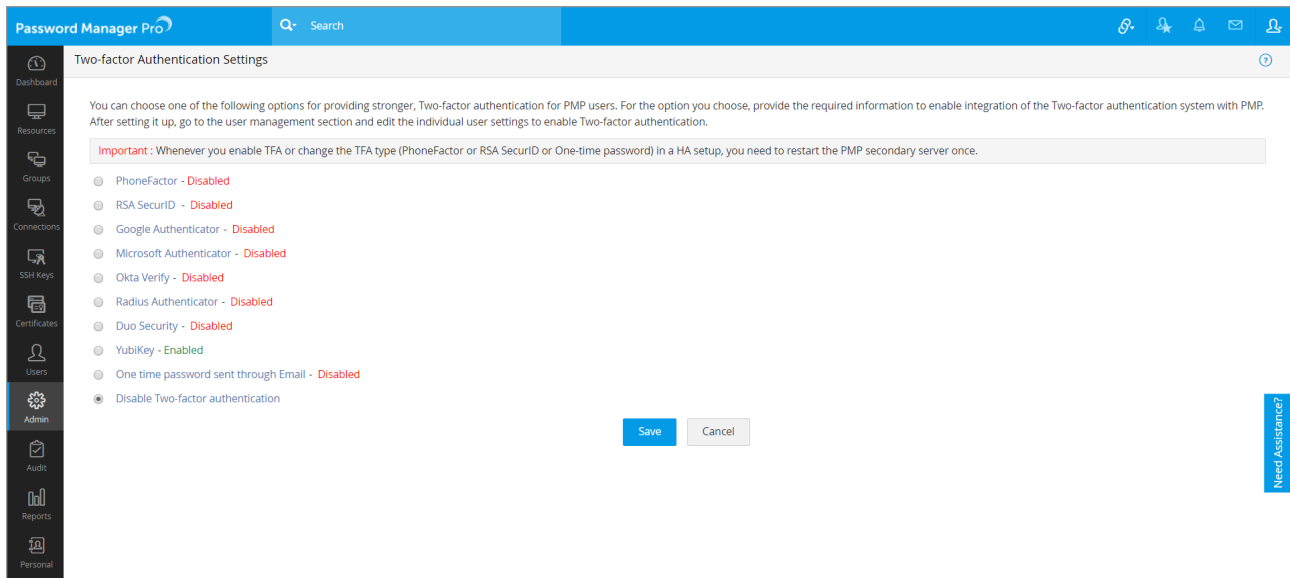 Password Manager Pro
Search
Dashboard
Resources
Groups
Connections
SSH Keys
Certificates
Users
Admin
Audit
Reports
Personal
Two-factor Authentication Settings
?
You can choose one of the following options for providing stronger, Two-factor authentication for PMP users. For the option you choose, provide the required information to enable integration of the Two-factor authentication system with PMP.
After setting it up, go to the user management section and edit the individual user settings to enable Two-factor authentication.
Important : Whenever you enable TFA or change the TFA type (PhoneFactor or RSA SecurID or One-time password) in a HA setup, you need to restart the PMP secondary server once.
PhoneFactor - Disabled
RSA SecurID - Disabled
Google Authenticator - Disabled
Microsoft Authenticator - Disabled
Okta Verify - Disabled
Radius Authenticator - Disabled
Duo Security - Disabled
YubiKey - Enabled
One time password sent through Email - Disabled
Disable Two-factor authentication
Save
Cancel
Need Assistance?